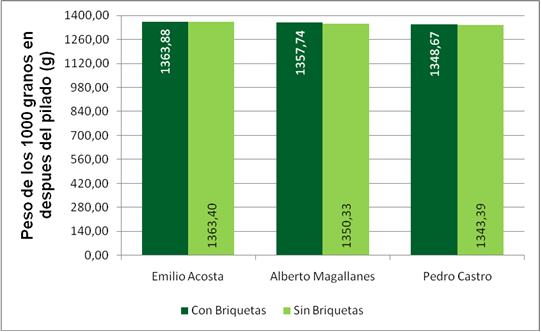 Peso de los 1000 granos en
despues del pilado (g)
1400,00
1260,00
1120,00
980,00
840,00
700,00
560,00
420,00
280,00
140,00
0,00
1363,88
1363,40
1357,74
1350,33
1348,67
1343,39
Emilio Acosta
Alberto Magallanes
Pedro Castro
Con Briquetas
Sin Briquetas